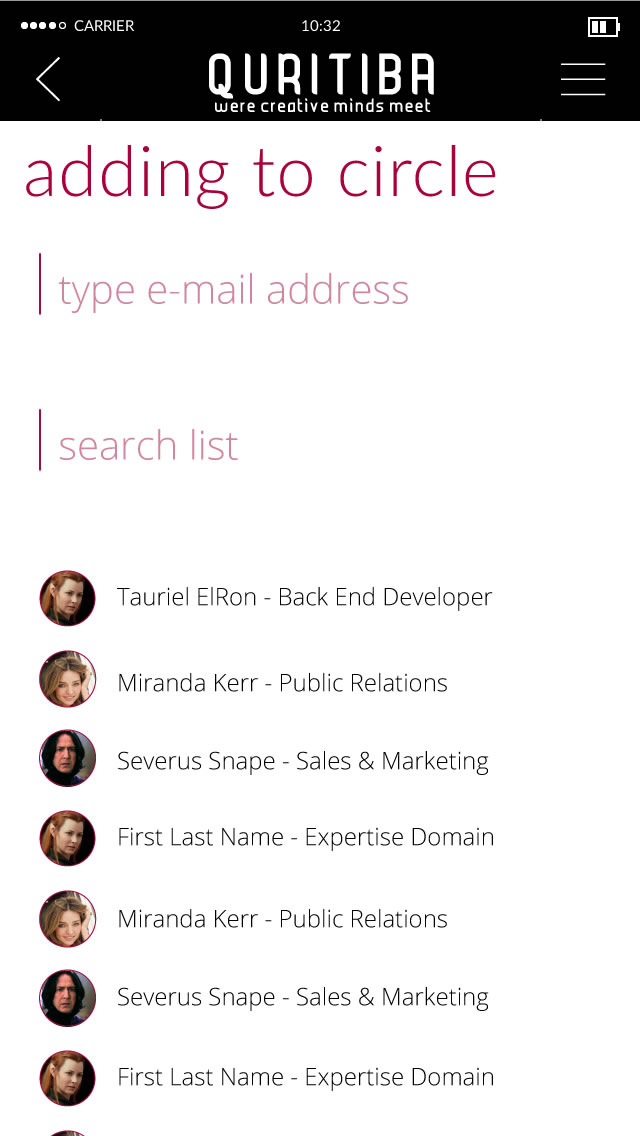 CARRIER 10:32
QURITIBA
were creative minds meet
adding to circle
type e-mail address
search list
Tauriel ElRon - Back End Developer
Miranda Kerr - Public Relations
Severus Snape - Sales & Marketing
First Last Name - Expertise Domain
Miranda Kerr - Public Relations
Severus Snape - Sales & Marketing
First Last Name - Expertise Domain